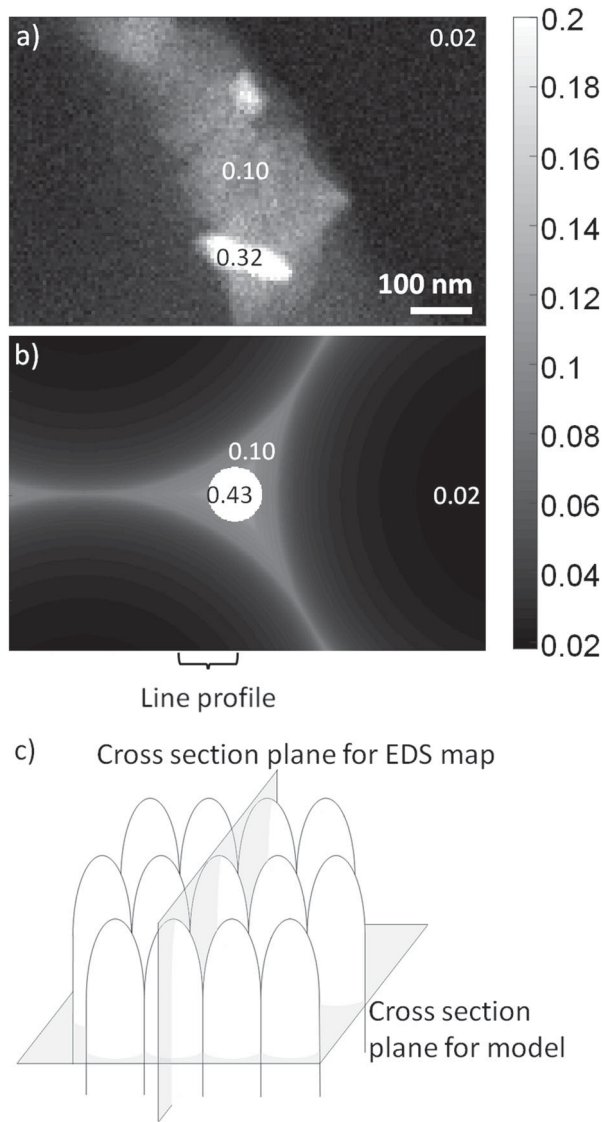 a)
0.02
0.10
0.32
100 nm
0.2
0.18
0.16
0.14
0.12
0.1
0.08
0.06
0.04
0.02
b)
0.10
0.43
0.02
Line profile
c)
Cross section plane for EDS map
Cross section
plane for model